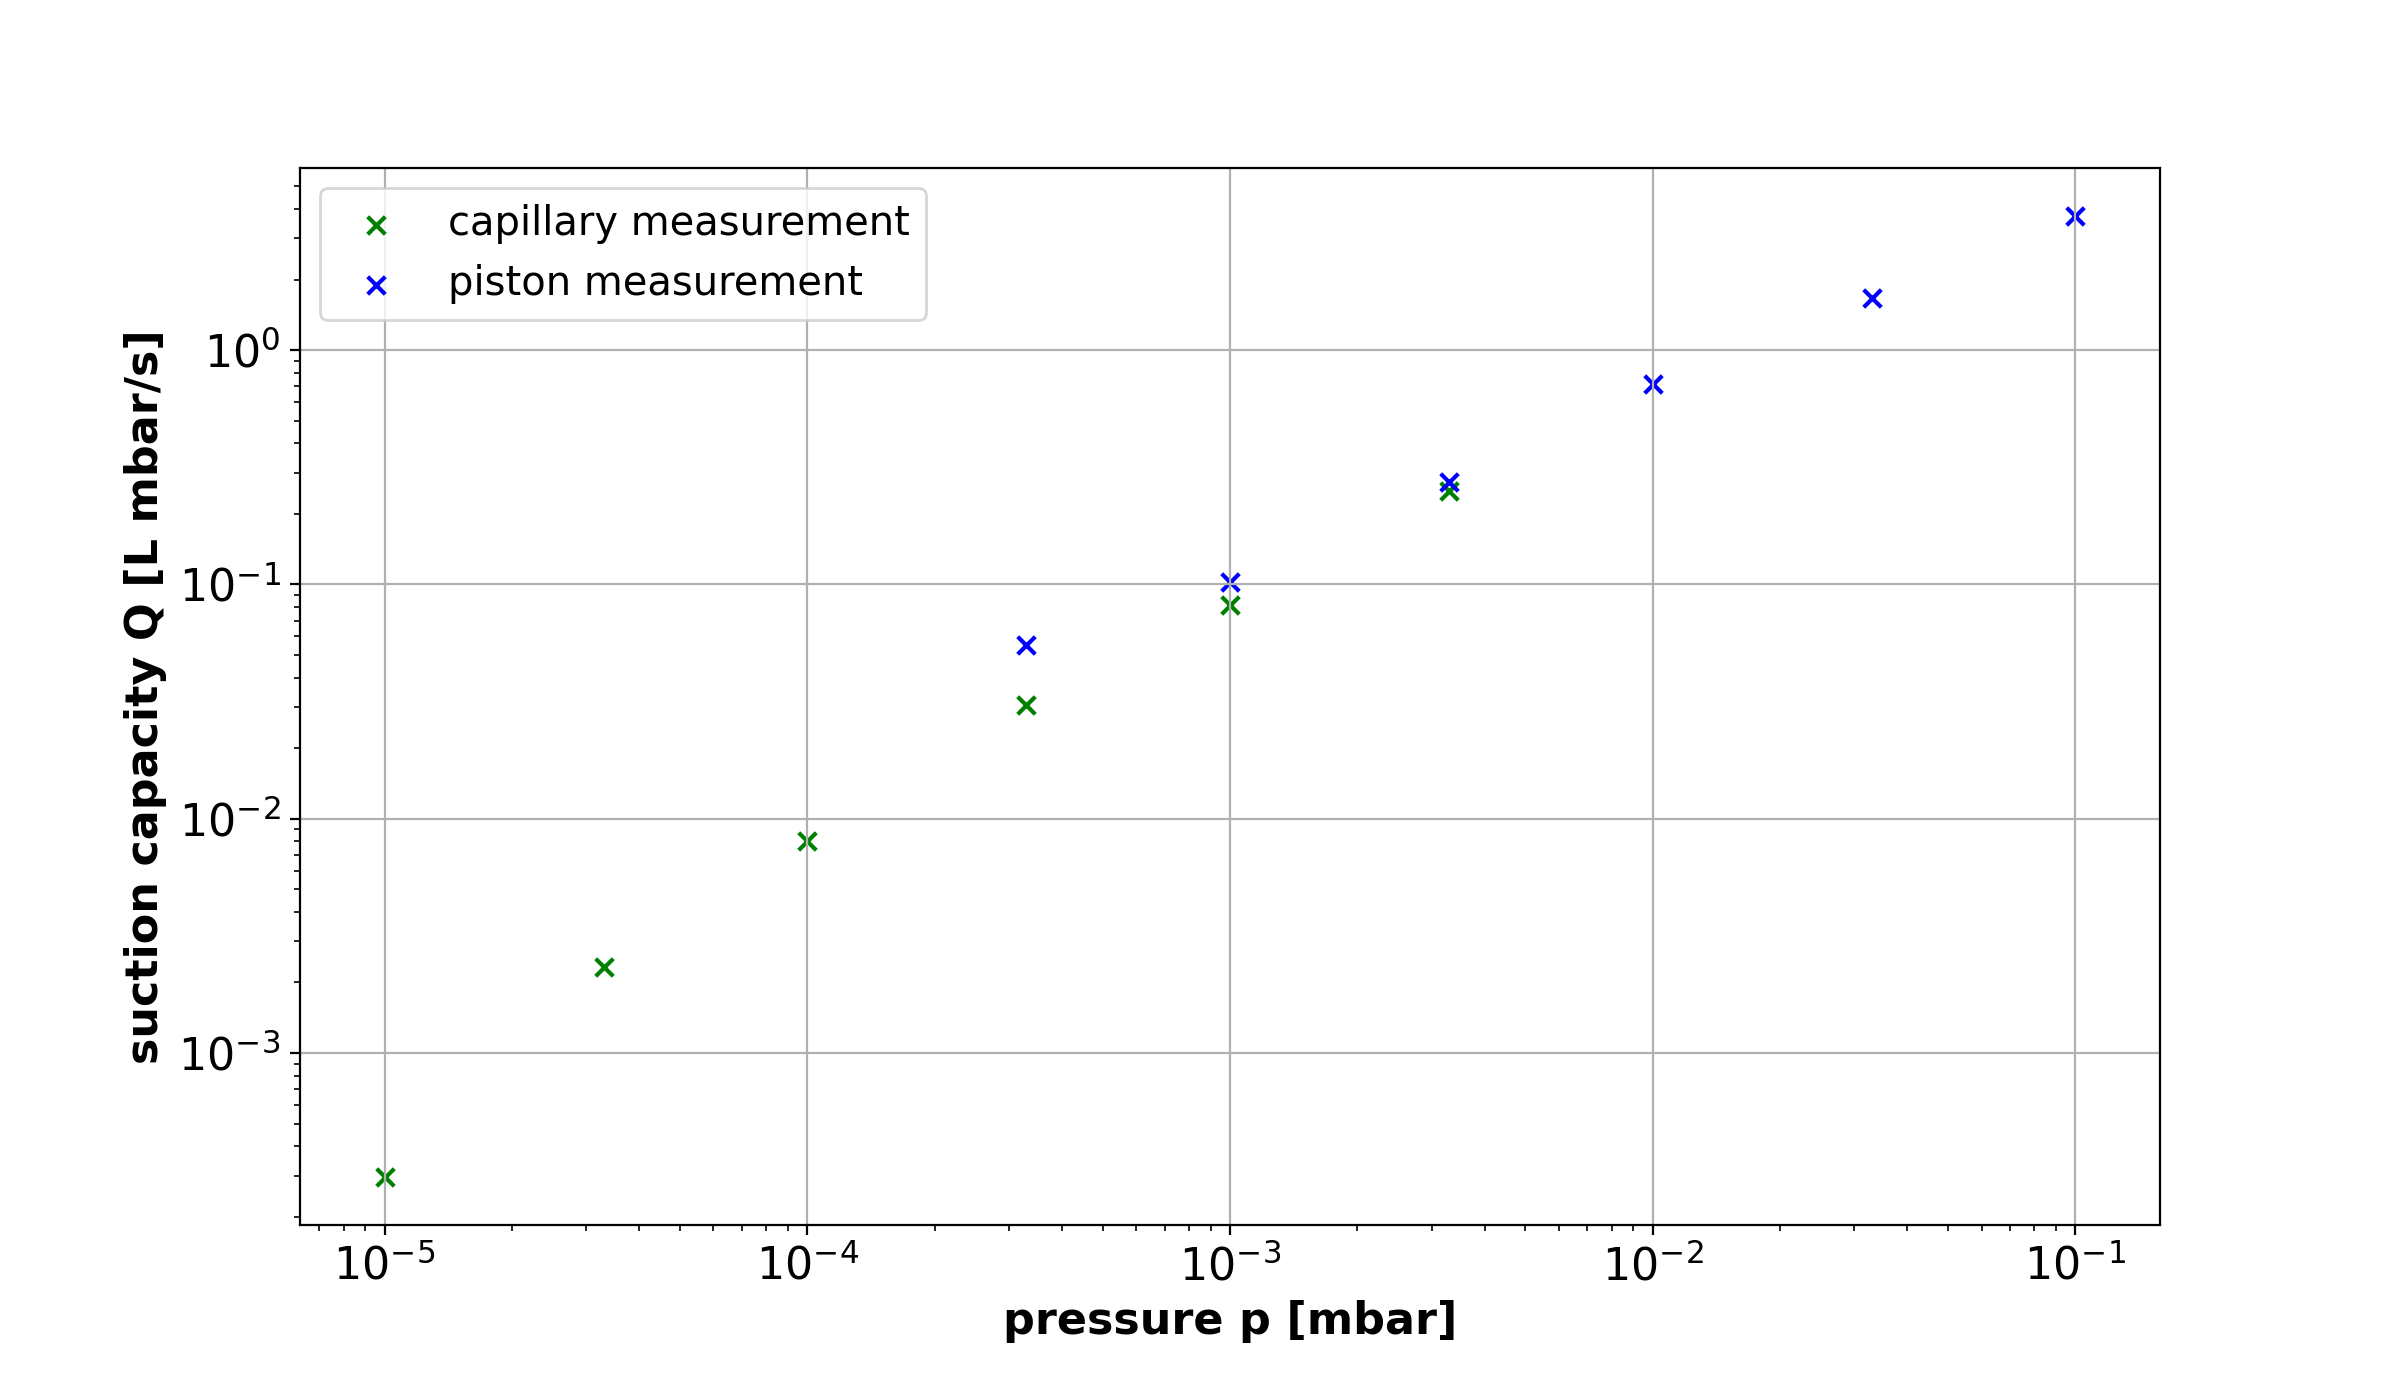 capillary measurement
piston measurement
suction capacity Q [L mbar/s]
10⁰
10⁻¹
10⁻²
10⁻³
10⁻⁵
10⁻⁴
10⁻³
10⁻²
10⁻¹
pressure p [mbar]